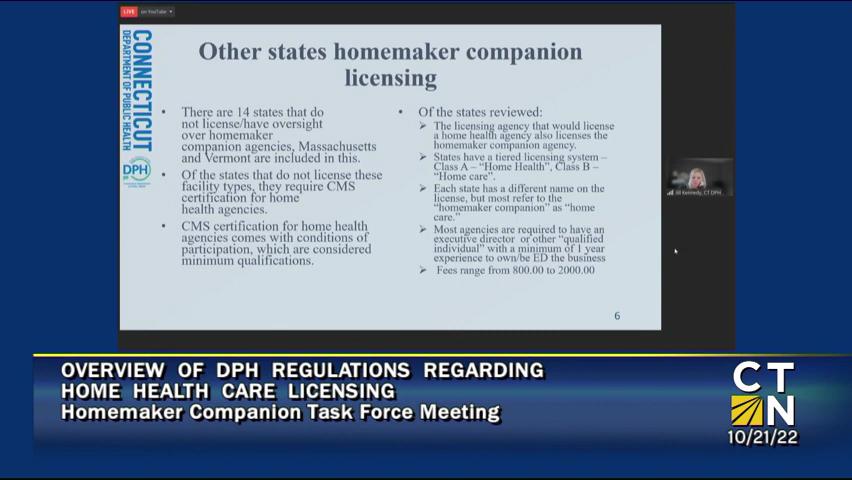 LIVE on YouTube
CONNECTICUT
DEPARTMENT OF PUBLIC HEALTH
DPH
Other states homemaker companion
licensing
• There are 14 states that do
not license/have oversight
over homemaker
companion agencies, Massachusetts
and Vermont are included in this.
• Of the states that do not license these
facility types, they require CMS
certification for home
health agencies.
• CMS certification for home health
agencies comes with conditions of
participation, which are considered
minimum qualifications.
• Of the states reviewed:
➢ The licensing agency that would license
a home health agency also licenses the
homemaker companion agency.
➢ States have a tiered licensing system –
Class A – “Home Health”, Class B –
“Home care”.
➢ Each state has a different name on the
license, but most refer to the
“homemaker companion” as “home
care.”
➢ Most agencies are required to have an
executive director or other “qualified
individual” with a minimum of 1 year
experience to own/be ED the business
➢ Fees range from 800.00 to 2000.00
6
Jill Kennedy, CT DPH
OVERVIEW OF DPH REGULATIONS REGARDING
HOME HEALTH CARE LICENSING
Homemaker Companion Task Force Meeting
CT
N
10/21/22